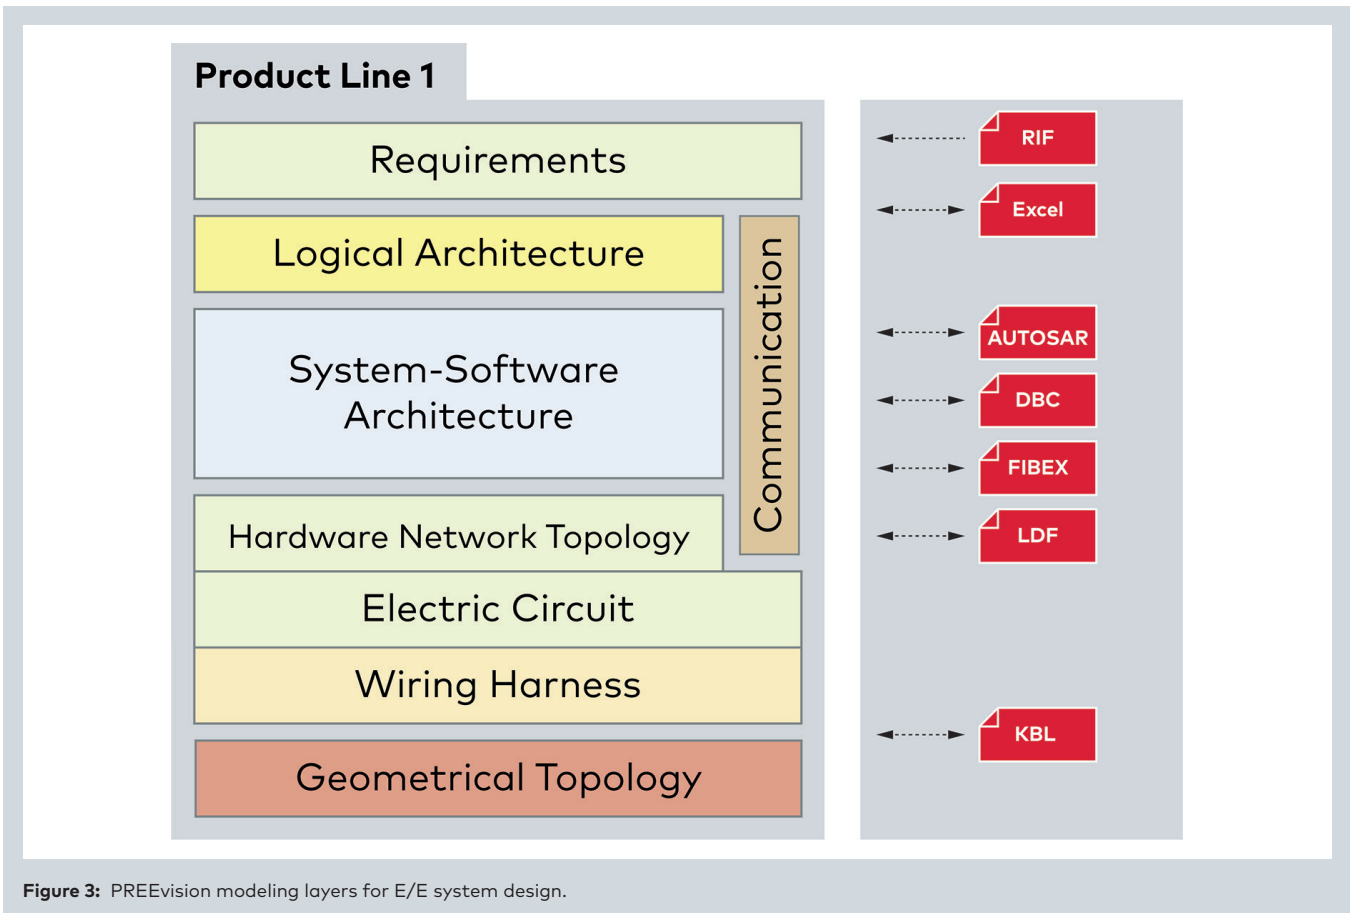 Product Line 1
Requirements
Logical Architecture
System-Software
Architecture
Communication
Hardware Network Topology
Electric Circuit
Wiring Harness
Geometrical Topology
RIF
Excel
AUTOSAR
DBC
FIBEX
LDF
KBL
Figure 3: PREEvision modeling layers for E/E system design.